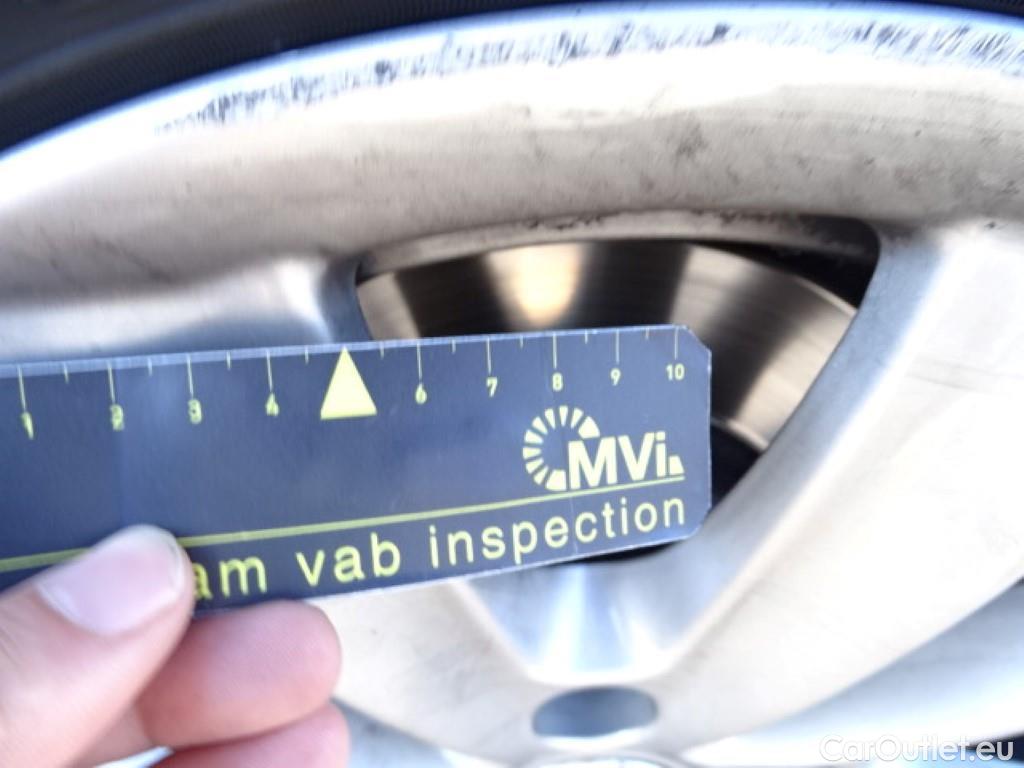 1 2 3 4 6 7 8 9 10
MVi
am vab inspection
CarOutlet.eu